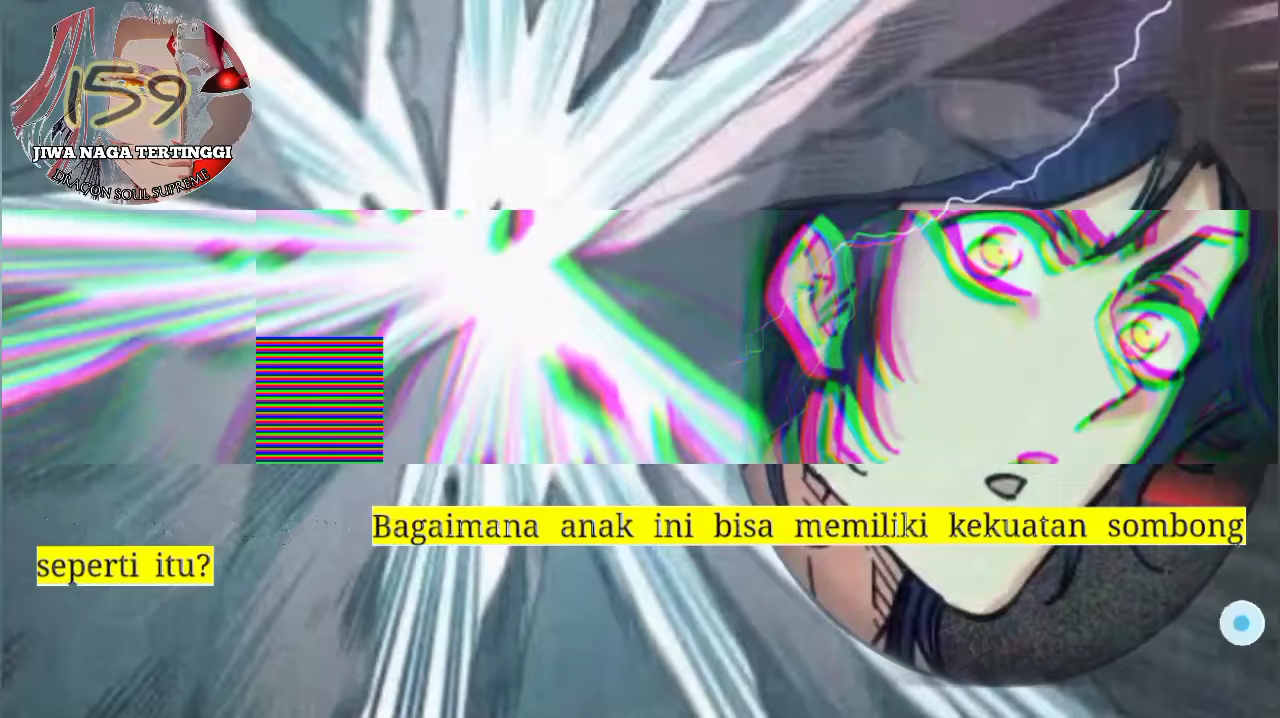 159
JIWA NAGA TERTINGGI
DRAGON SOUL SUPREME
Bagaimana anak ini bisa memiliki kekuatan sombong
seperti itu?